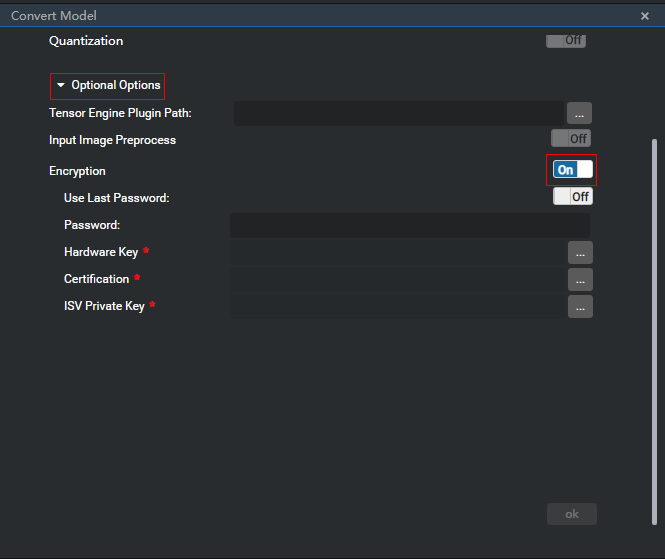 Convert Model ×
Quantization Off
Optional Options
Tensor Engine Plugin Path: ...
Input Image Preprocess Off
Encryption On
Use Last Password: Off
Password:
Hardware Key * ...
Certification * ...
ISV Private Key * ...
ok